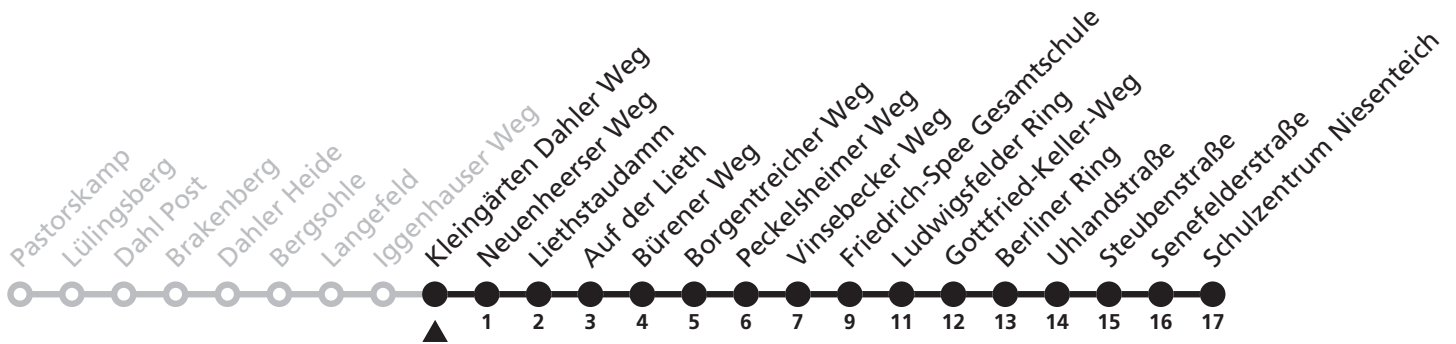 Pastorskamp
Lülingsberg
Dahl Post
Brakenberg
Dahler Heide
Bergsohle
Langefeld
Iggenhauser Weg
Kleingärten Dahler Weg
Neuenheerser Weg
Liethstaudamm
Auf der Lieth
Bürener Weg
Borgentreicher Weg
Peckelsheimer Weg
Vinsebecker Weg
Friedrich-Spee Gesamtschule
Ludwigsfelder Ring
Gottfried-Keller-Weg
Berliner Ring
Uhlandstraße
Steubenstraße
Senefelderstraße
Schulzentrum Niesenteich
1 2 3 4 5 6 7 9 11 12 13 14 15 16 17